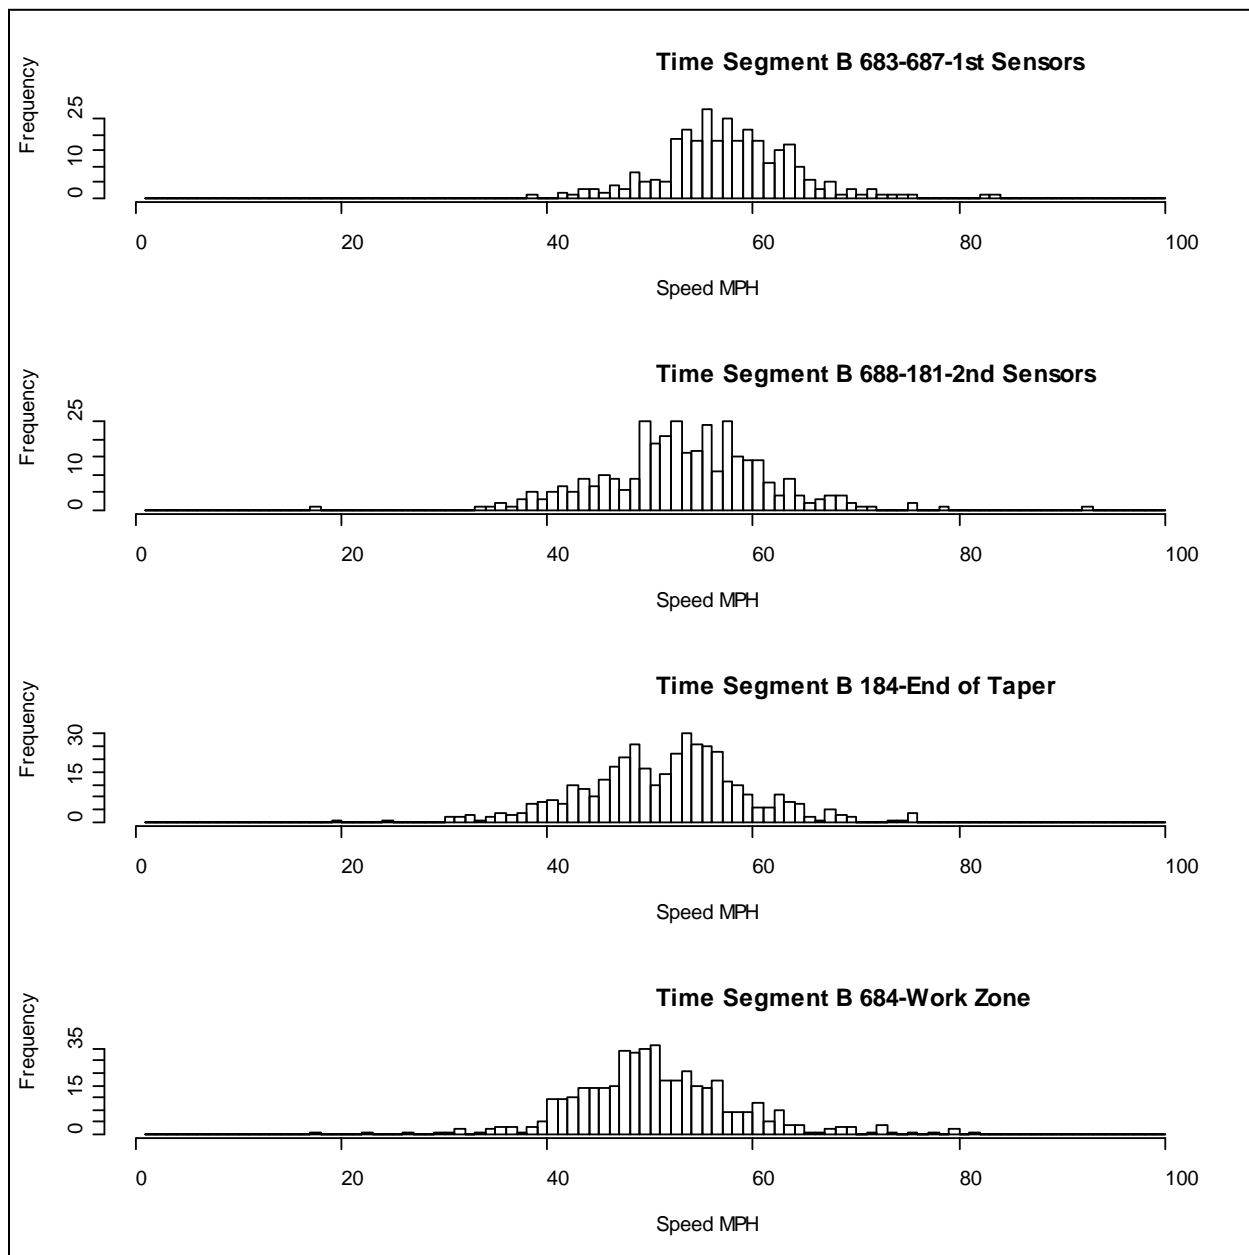 Time Segment B 683-687-1st Sensors
Frequency
25
10
0
0 20 40 60 80 100
Speed MPH
Time Segment B 688-181-2nd Sensors
Frequency
25
10
0
0 20 40 60 80 100
Speed MPH
Time Segment B 184-End of Taper
Frequency
30
15
0
0 20 40 60 80 100
Speed MPH
Time Segment B 684-Work Zone
Frequency
35
15
0
0 20 40 60 80 100
Speed MPH